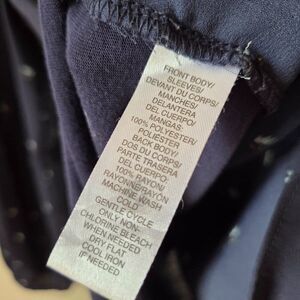 FRONT BODY/
SLEEVES/
DEVANT DU CORPS/
MANCHES/
DELANTERA
DEL CUERPO/
MANGAS:
100% POLYESTER/
POLIÉSTER
BACK BODY/
DOS DU CORPS/
PARTE TRASERA
DEL CUERPO:
100% RAYON/
RAYONNE/RAYÓN
MACHINE WASH
COLD
GENTLE CYCLE
ONLY NON-
CHLORINE BLEACH
WHEN NEEDED
DRY FLAT
COOL IRON
IF NEEDED